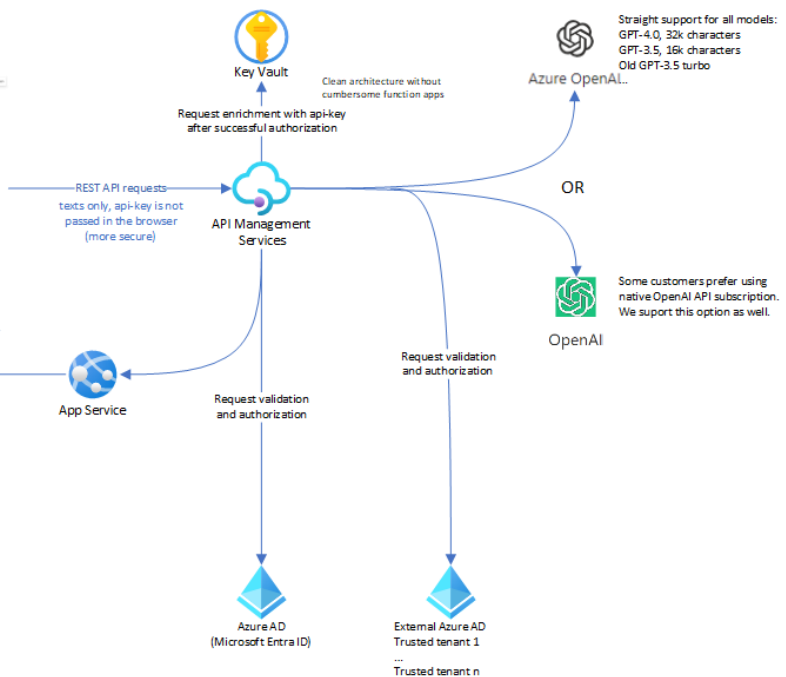 Straight support for all models:
GPT-4.0, 32k characters
GPT-3.5, 16k characters
Old GPT-3.5 turbo
Key Vault
Azure OpenAI...
Clean architecture without
cumbersome function apps
Request enrichment with api-key
after successful authorization
REST API requests
texts only, api-key is not
passed in the browser
(more secure)
OR
API Management
Services
Some customers prefer using
native OpenAI API subscription.
We suport this option as well.
OpenAI
Request validation
and authorization
App Service
Request validation
and authorization
Azure AD
(Microsoft Entra ID)
External Azure AD
Trusted tenant 1
...
Trusted tenant n